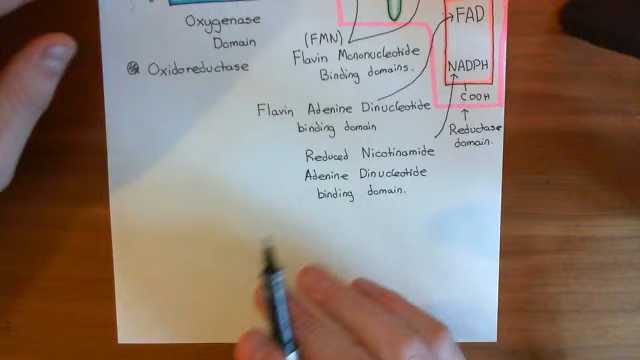 Oxygenase
Domain
Oxidoreductase
(FMN)
Flavin Mononucleotide
Binding domains.
FAD
NADPH
COOH
Reductase
domain.
Flavin Adenine Dinucleotide
binding domain
Reduced Nicotinamide
Adenine Dinucleotide
binding domain.